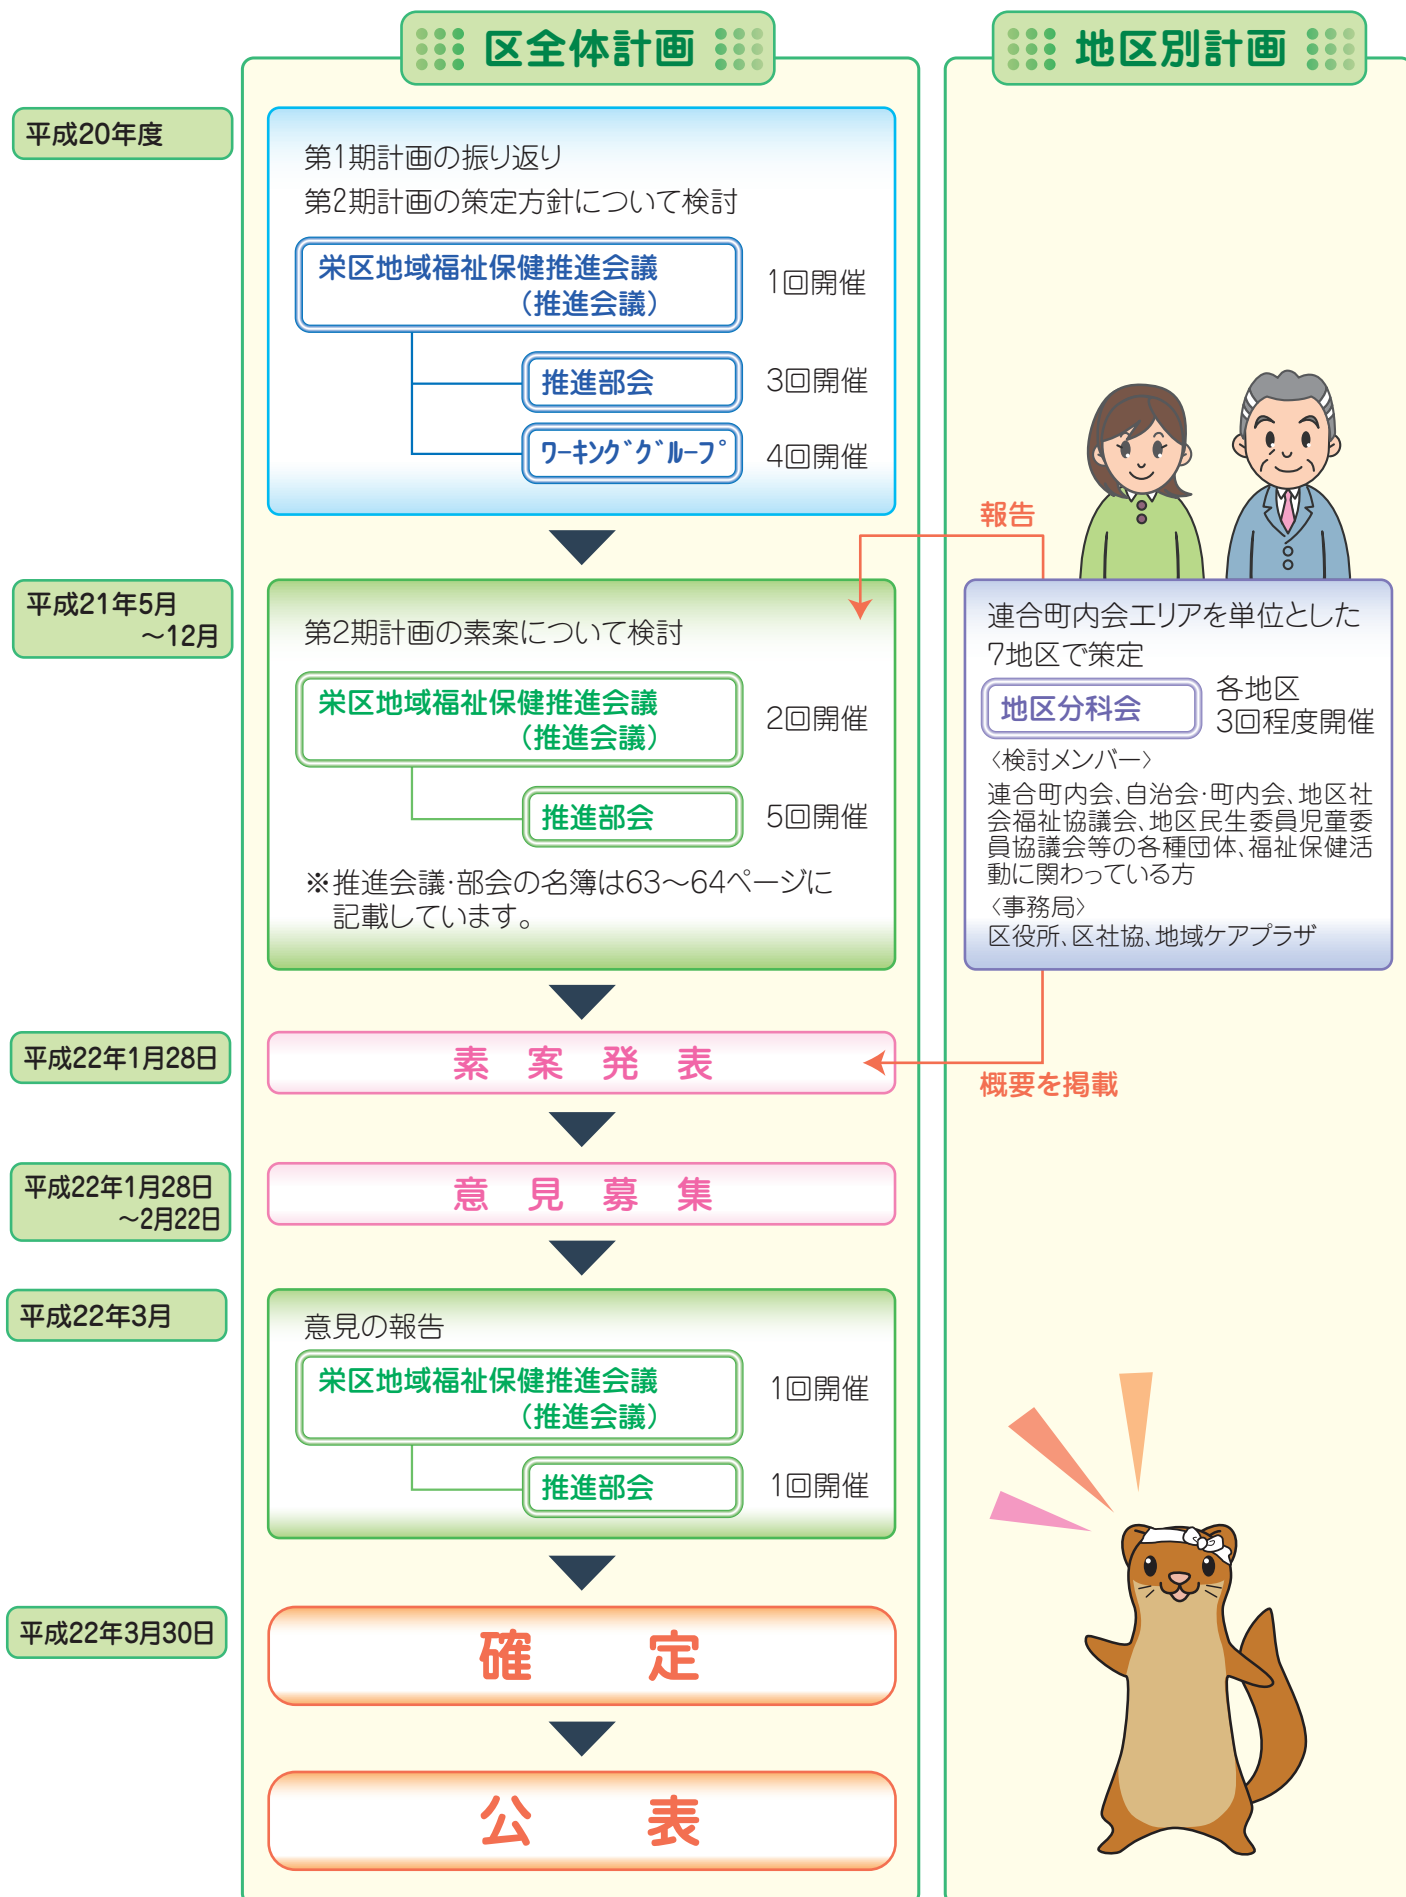 区全体計画
地区別計画
平成20年度
第1期計画の振り返り
第2期計画の策定方針について検討
栄区地域福祉保健推進会議
（推進会議）
1回開催
推進部会
3回開催
ﾜｰｷﾝｸﾞｸﾞﾙｰﾌﾟ
4回開催
報告
平成21年5月
～12月
第2期計画の素案について検討
栄区地域福祉保健推進会議
（推進会議）
2回開催
推進部会
5回開催
※推進会議・部会の名簿は63～64ページに
記載しています。
連合町内会エリアを単位とした
7地区で策定
地区分科会
各地区
3回程度開催
〈検討メンバー〉
連合町内会、自治会・町内会、地区社
会福祉協議会、地区民生委員児童委
員協議会等の各種団体、福祉保健活
動に関わっている方
〈事務局〉
区役所、区社協、地域ケアプラザ
平成22年1月28日
素案発表
概要を掲載
平成22年1月28日
～2月22日
意見募集
平成22年3月
意見の報告
栄区地域福祉保健推進会議
（推進会議）
1回開催
推進部会
1回開催
平成22年3月30日
確定
公表